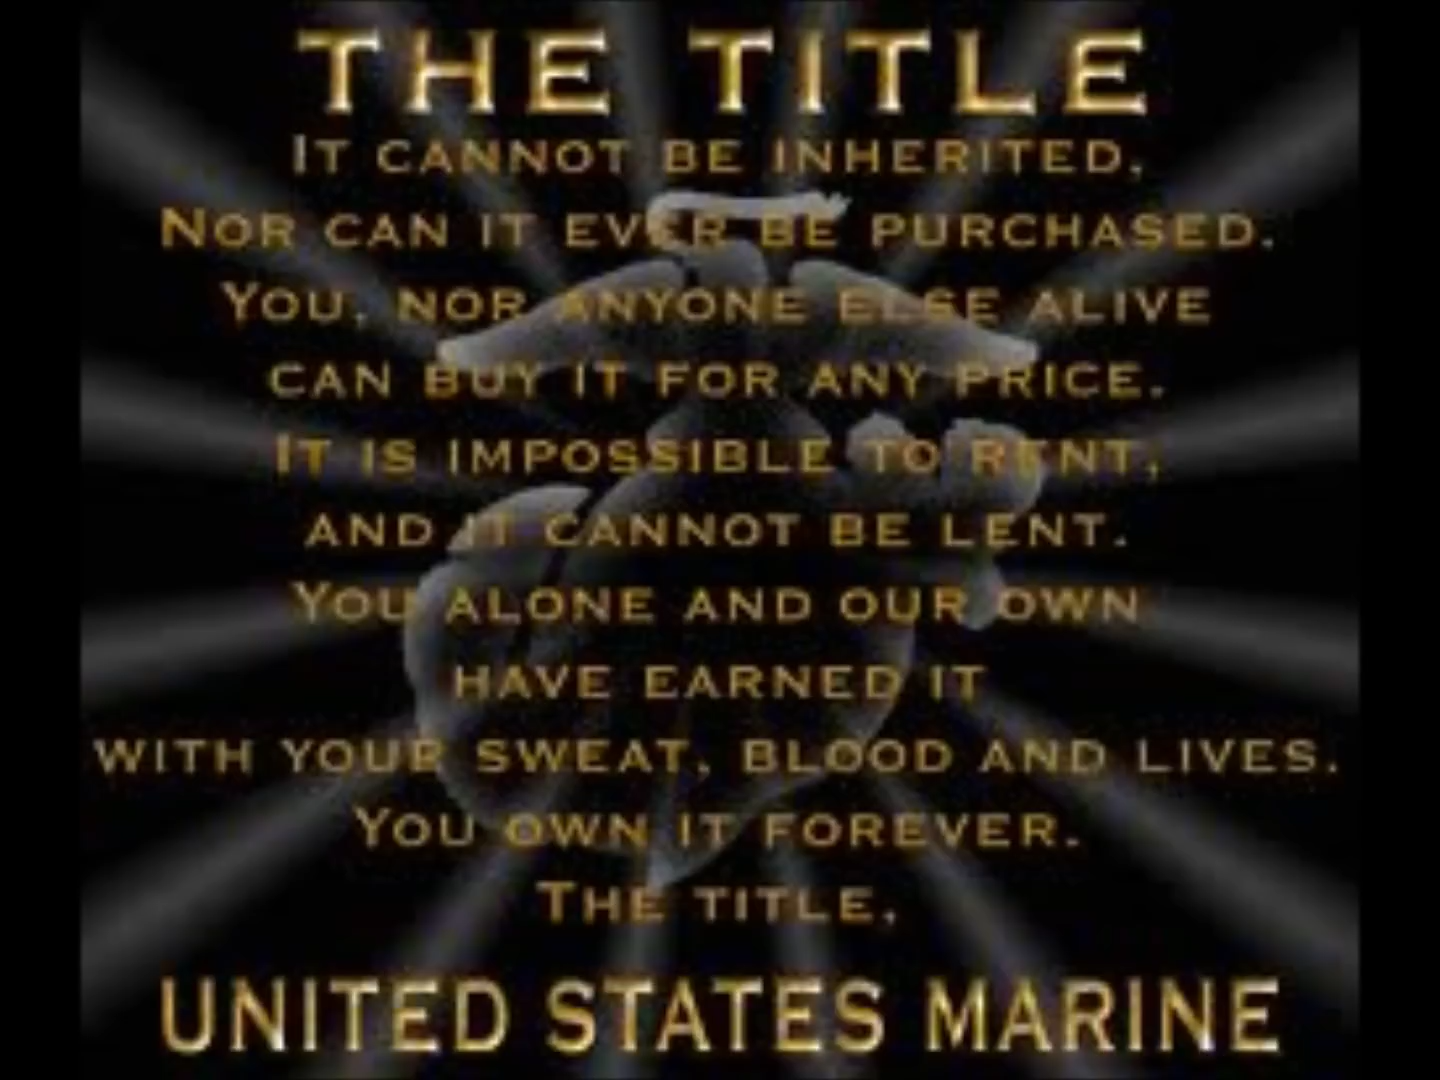 THE TITLE
IT CANNOT BE INHERITED,
NOR CAN IT EVER BE PURCHASED.
YOU, NOR ANYONE ELSE ALIVE
CAN BUY IT FOR ANY PRICE.
IT IS IMPOSSIBLE TO RENT,
AND IT CANNOT BE LENT.
YOU ALONE AND OUR OWN
HAVE EARNED IT
WITH YOUR SWEAT, BLOOD AND LIVES.
YOU OWN IT FOREVER.
THE TITLE,
UNITED STATES MARINE